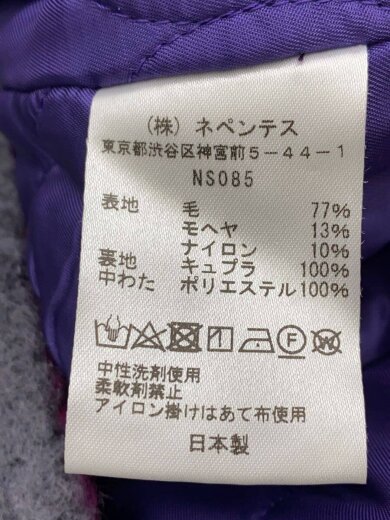 (株) ネペンテス
東京都渋谷区神宮前5-44-1
NS085
表地 毛 77%
モヘヤ 13%
ナイロン 10%
裏地 キュプラ 100%
中わた ポリエステル100%
中性洗剤使用
柔軟剤禁止
アイロン掛けはあて布使用
日本製